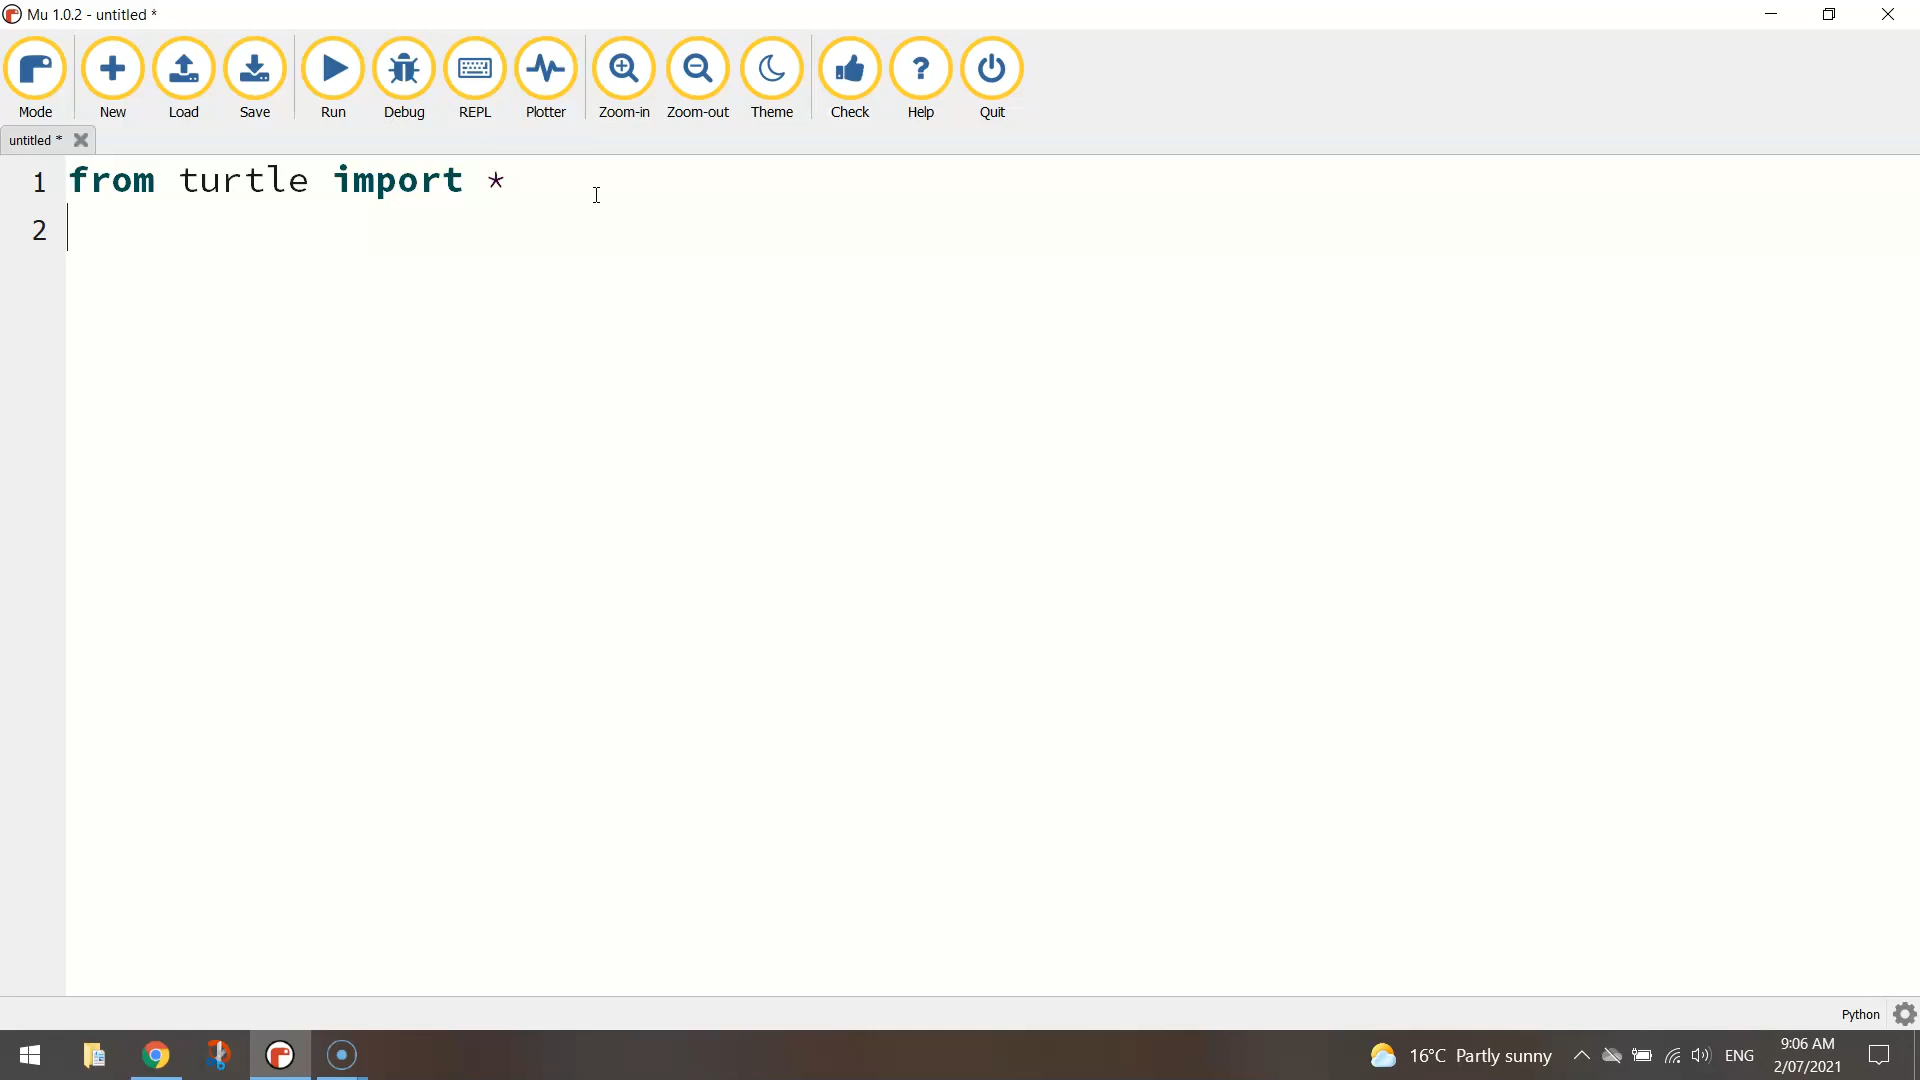 Mu 1.0.2 - untitled *
Mode New Load Save Run Debug REPL Plotter Zoom-in Zoom-out Theme Check Help Quit
untitled *
1 from turtle import *
2
Python
16°C Partly sunny ENG 9:06 AM
2/07/2021